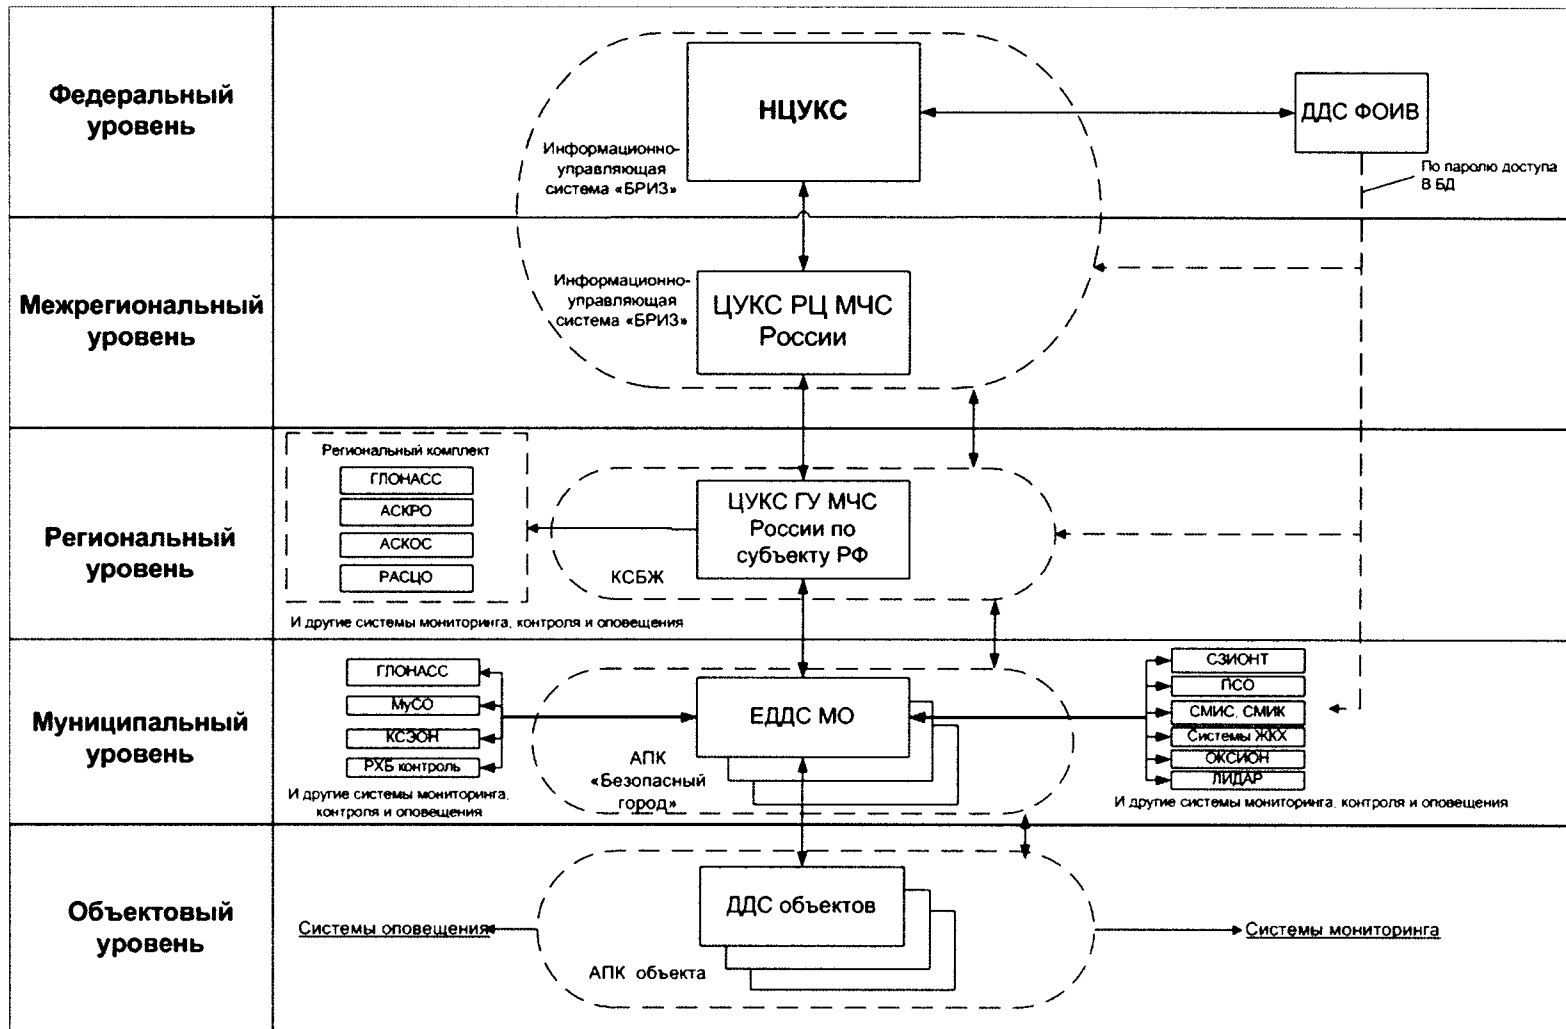 Федеральный
уровень
НЦУКС
ДДС ФОИВ
Информационно-
управляющая
система «БРИЗ»
По паролю доступа
В БД
Межрегиональный
уровень
Информационно-
управляющая
система «БРИЗ»
ЦУКС РЦ МЧС
России
Региональный
уровень
Региональный комплект
ГЛОНАСС
АСКРО
АСКОС
РАСЦО
И другие системы мониторинга, контроля и оповещения
ЦУКС ГУ МЧС
России по
субъекту РФ
КСБЖ
Муниципальный
уровень
ГЛОНАСС
МуСО
КСЭОН
РХБ контроль
И другие системы мониторинга,
контроля и оповещения
ЕДДС МО
АПК
«Безопасный
город»
СЗИОНТ
ПСО
СМИС, СМИК
Системы ЖКХ
ОКСИОН
ЛИДАР
И другие системы мониторинга, контроля и оповещения
Объектовый
уровень
Системы оповещения
ДДС объектов
АПК объекта
Системы мониторинга